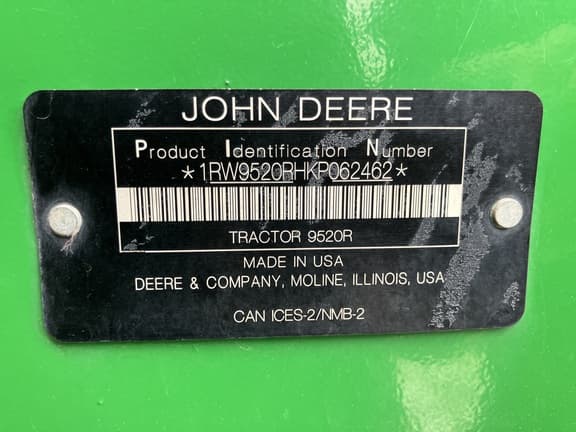 JOHN DEERE
Product Identification Number
*1RW9520RHKP062462*
TRACTOR 9520R
MADE IN USA
DEERE & COMPANY, MOLINE, ILLINOIS, USA
CAN ICES-2/NMB-2